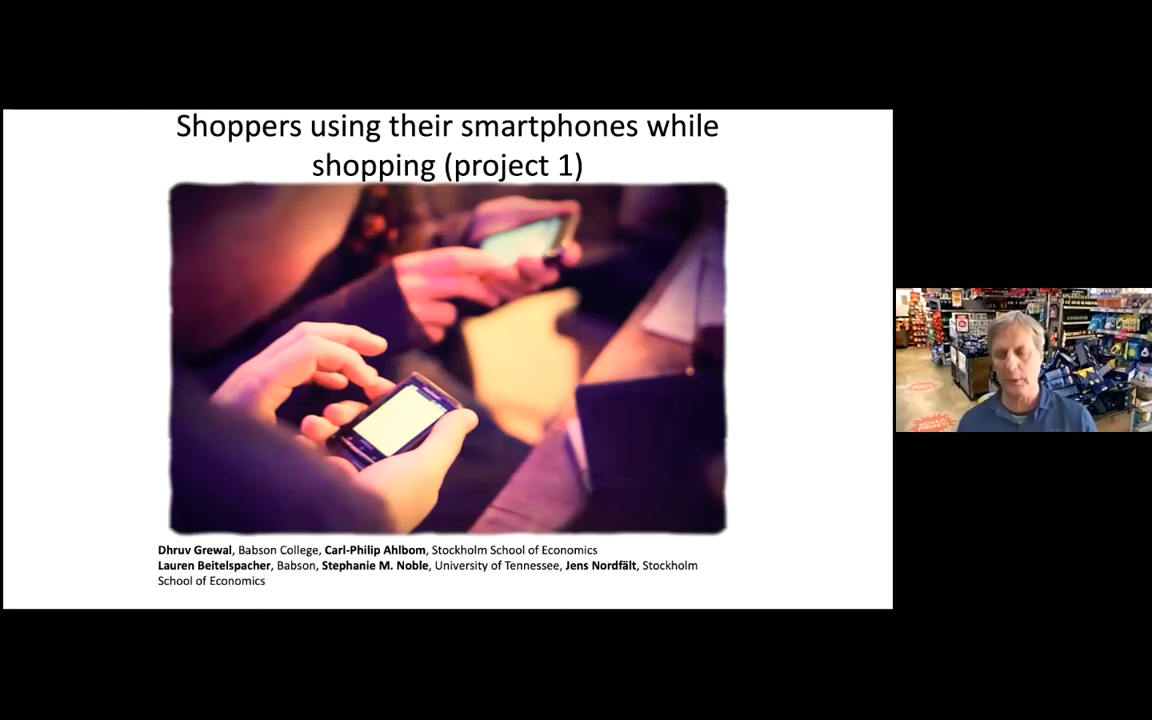 Shoppers using their smartphones while
shopping (project 1)
Dhruv Grewal, Babson College, Carl-Philip Ahlbom, Stockholm School of Economics
Lauren Beitelspacher, Babson, Stephanie M. Noble, University of Tennessee, Jens Nordfält, Stockholm
School of Economics